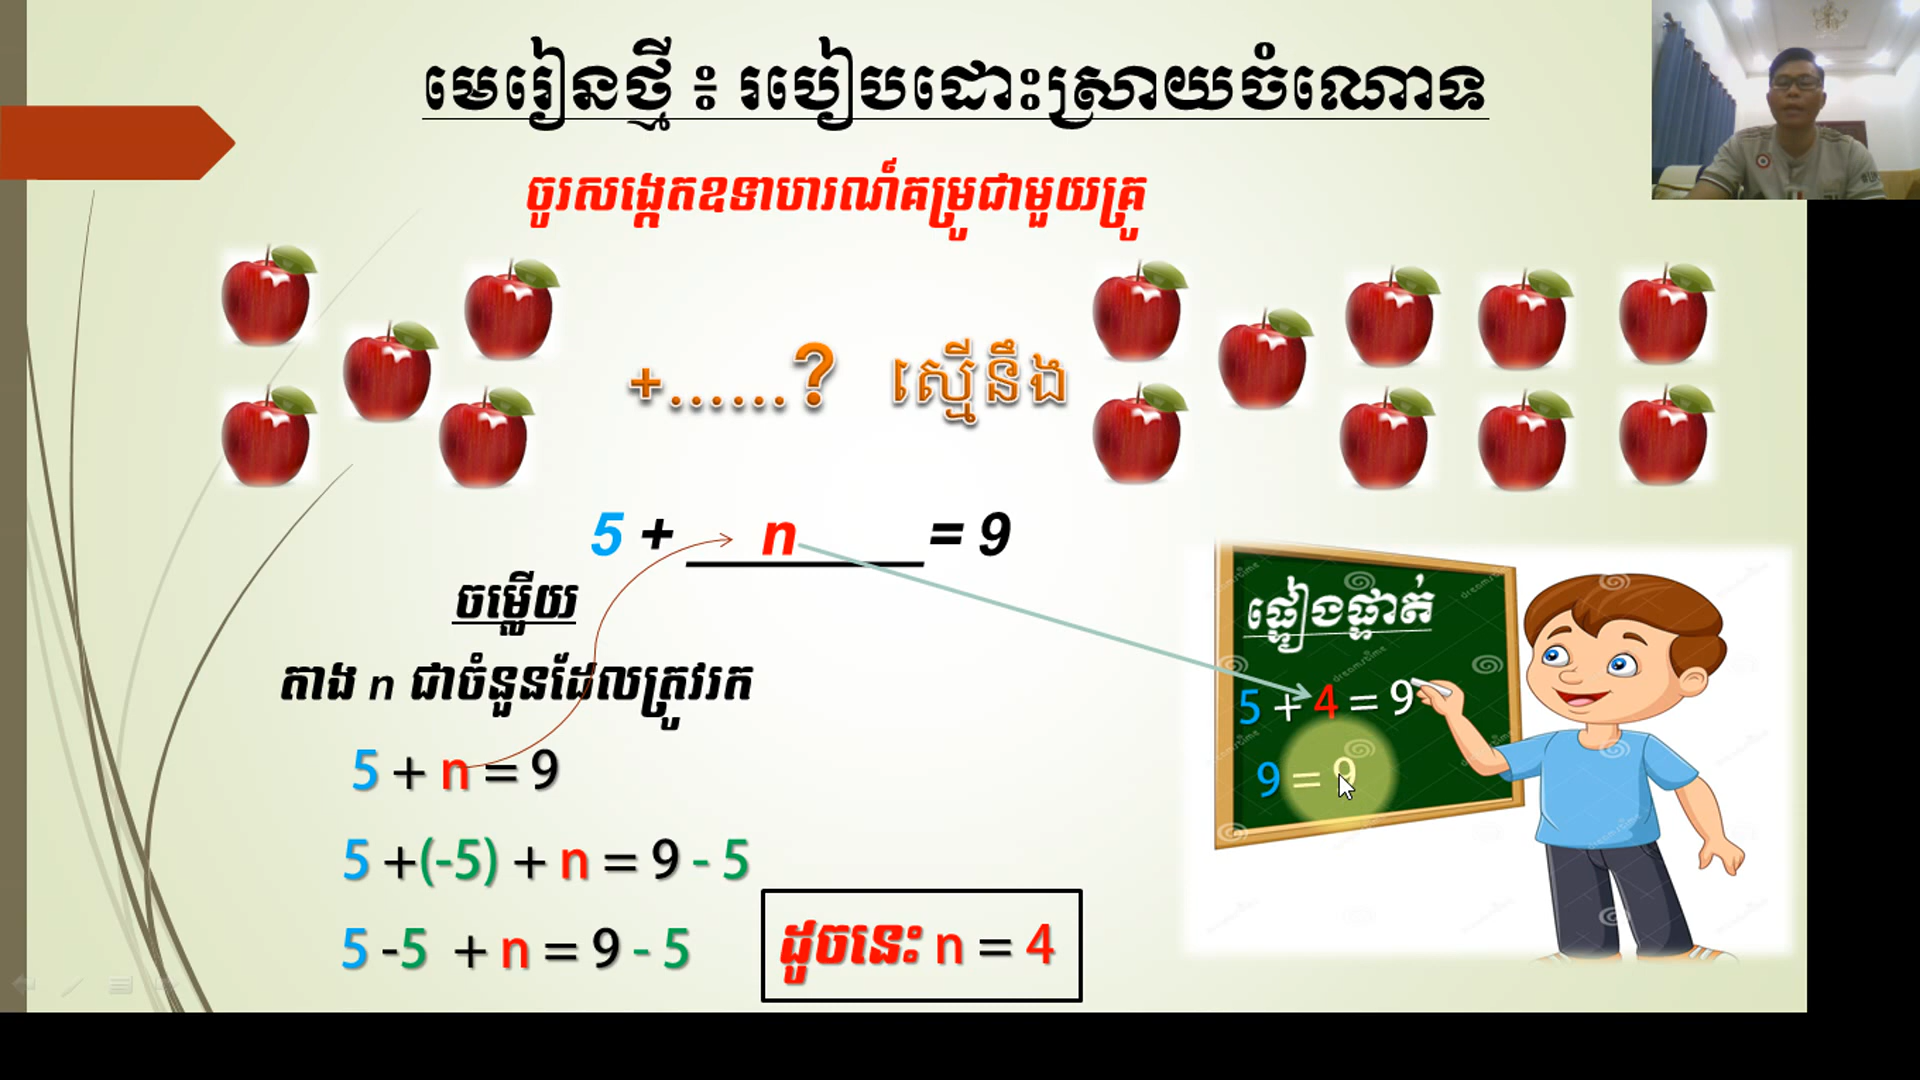 មេរៀនថ្មី ៖ របៀបដោះស្រាយចំណោទ
ចូរសង្កេតឧទាហរណ៍គម្រូជាមួយគ្រូ
+......? ស្មើនឹង
5 + n = 9
ចម្លើយ
តាង n ជាចំនួនដែលត្រូវរក
5 + n = 9
5 +(-5) + n = 9 - 5
5 -5 + n = 9 - 5
ដូចនេះ n = 4
ផ្ទៀងផ្ទាត់
5 + 4 = 9
9 = 9
dreamstime